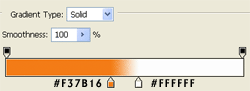 Gradient Type: Solid
Smoothness: 100 %
#F37B16 #FFFFFF